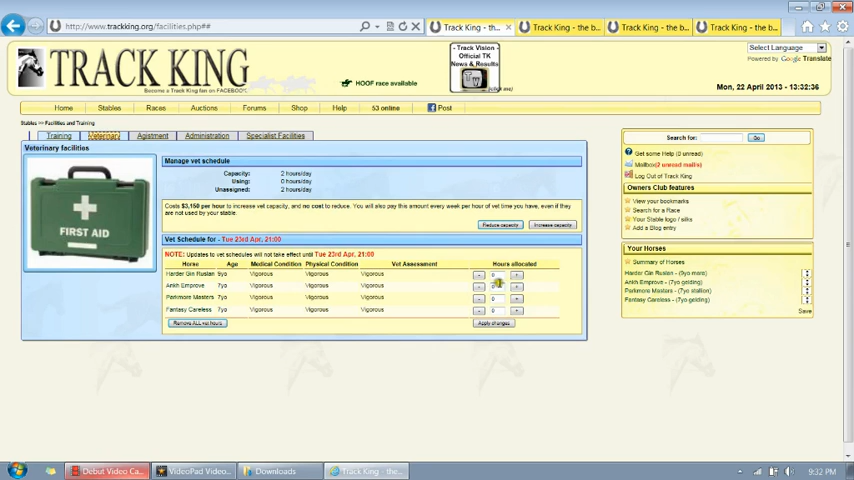 http://www.trackking.org/facilities.php##
Track King - th...
Track King - the b...
Track King - the b...
Track King - the b...
TRACK KING
Become a Track King fan on FACEBOOK
HOOF race available
- Track Vision -
Official TK
News & Results
(click me)
Select Language
Powered by Google Translate
Mon, 22 April 2013 - 13:32:36
Home Stables Races Auctions Forums Shop Help 53 online Post
Stables >> Facilities and Training
Training Veterinary Agistment Administration Specialist Facilities
Veterinary facilities
FIRST AID
Manage vet schedule
Capacity: 2 hours/day
Using: 0 hours/day
Unassigned: 2 hours/day
Costs $3,150 per hour to increase vet capacity, and no cost to reduce. You will also pay this amount every week per hour of vet time you have, even if
they are not used by your stable.
Reduce capacity Increase capacity
Vet Schedule for - Tue 23rd Apr, 21:00
NOTE: Updates to vet schedules will not take effect until Tue 23rd Apr, 21:00
Horse Age Medical Condition Physical Condition Vet Assessment Hours allocated
Harder Gin Ruslan 9yo Vigorous Vigorous Vigorous - 0 +
Ankh Emprove 7yo Vigorous Vigorous Vigorous - +
Parkmore Masters 7yo Vigorous Vigorous Vigorous - 0 +
Fantasy Careless 7yo Vigorous Vigorous Vigorous - 0 +
Remove ALL vet hours Apply changes
Search for: Go
Get some Help (0 unread)
Mailbox(2 unread mails)
Log Out of Track King
Owners Club features
View your bookmarks
Search for a Race
Your Stable logo / silks
Add a Blog entry
Your Horses
Summary of Horses
Harder Gin Ruslan - (9yo mare)
Ankh Emprove - (7yo gelding)
Parkmore Masters - (7yo stallion)
Fantasy Careless - (7yo gelding)
Save
Debut Video Ca...
VideoPad Video...
Downloads
Track King - the...
9:32 PM